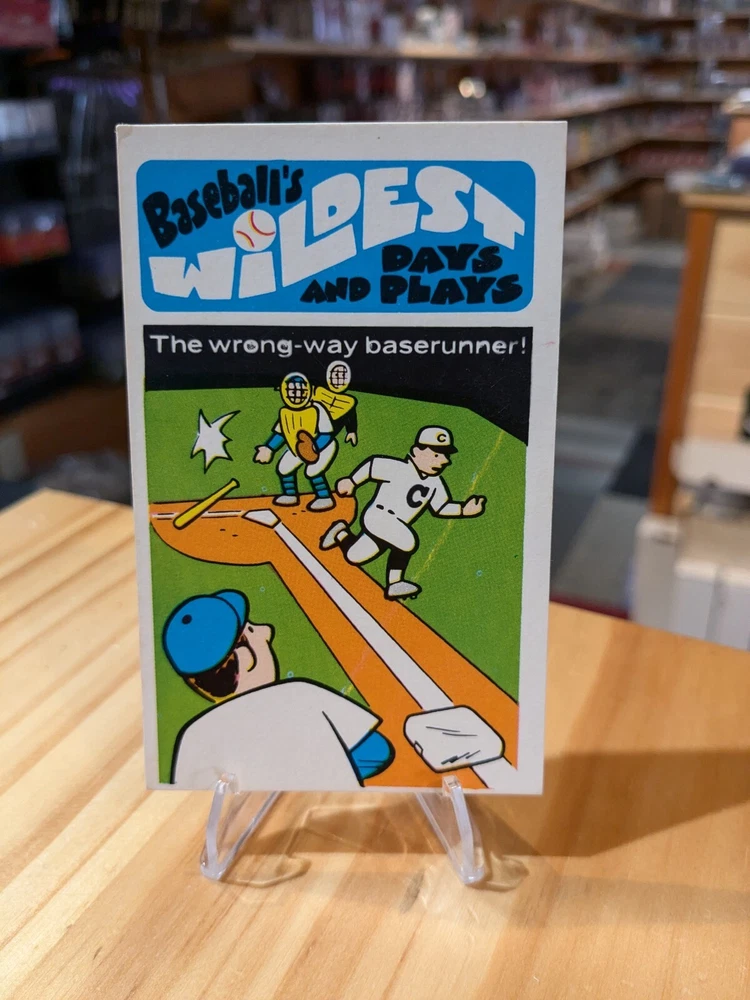 Baseball's
WiLDEST
DAYS
AND PLAYS
The wrong-way baserunner!
C
C